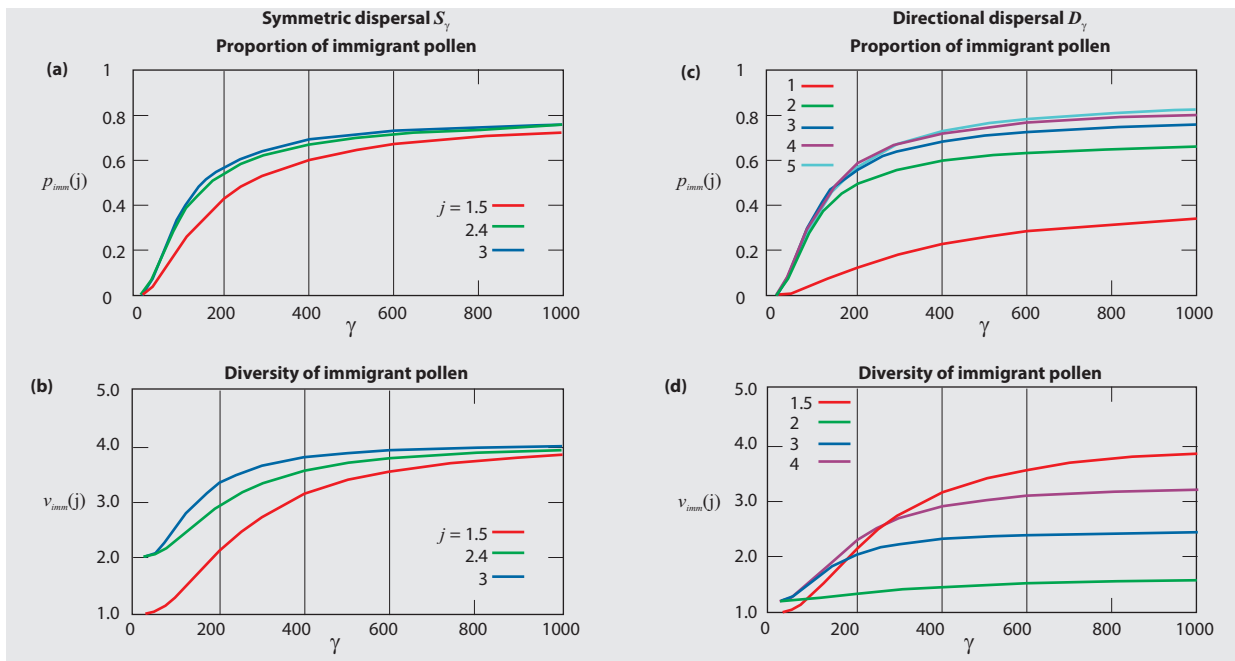 Symmetric dispersal Sγ
Proportion of immigrant pollen
(a)
1
0.8
0.6
0.4
0.2
0
pimm(j)
j = 1.5
2.4
3
0 200 400 600 800 1000
γ
Diversity of immigrant pollen
(b)
5.0
4.0
3.0
2.0
1.0
vimm(j)
j = 1.5
2.4
3
0 200 400 600 800 1000
γ
Directional dispersal Dγ
Proportion of immigrant pollen
(c)
1
0.8
0.6
0.4
0.2
0
pimm(j)
1
2
3
4
5
0 200 400 600 800 1000
γ
Diversity of immigrant pollen
(d)
5.0
4.0
3.0
2.0
1.0
vimm(j)
1.5
2
3
4
0 200 400 600 800 1000
γ